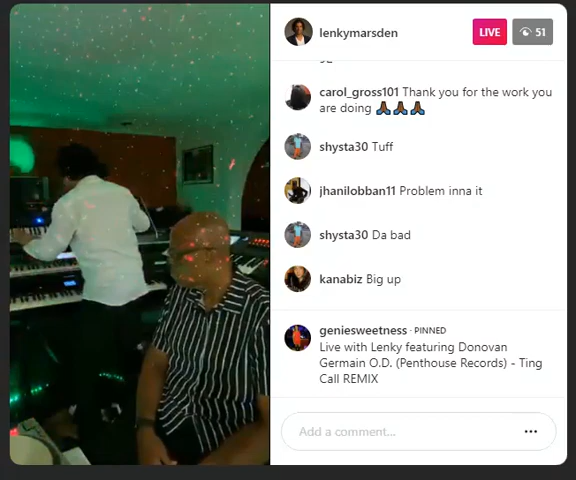 lenkymarsden
LIVE
51
carol_gross101 Thank you for the work you
are doing 🙏🏾🙏🏾🙏🏾
shysta30 Tuff
jhanilobban11 Problem inna it
shysta30 Da bad
kanabiz Big up
geniesweetness · PINNED
Live with Lenky featuring Donovan
Germain O.D. (Penthouse Records) - Ting
Call REMIX
Add a comment...